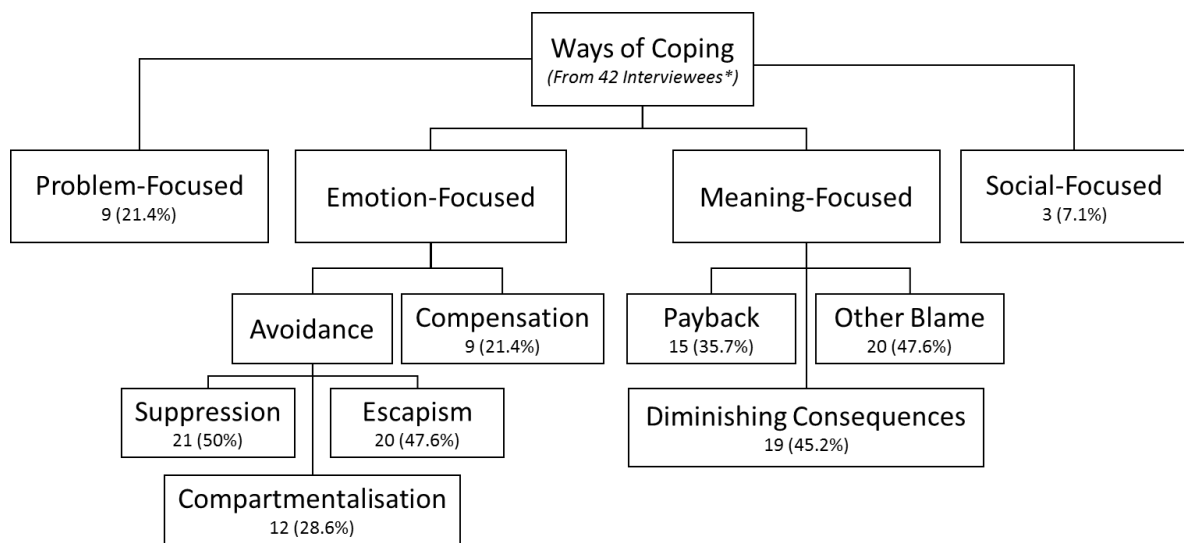 Ways of Coping
(From 42 Interviewees*)
Problem-Focused
9 (21.4%)
Emotion-Focused
Meaning-Focused
Social-Focused
3 (7.1%)
Avoidance
Compensation
9 (21.4%)
Payback
15 (35.7%)
Other Blame
20 (47.6%)
Suppression
21 (50%)
Escapism
20 (47.6%)
Diminishing Consequences
19 (45.2%)
Compartmentalisation
12 (28.6%)